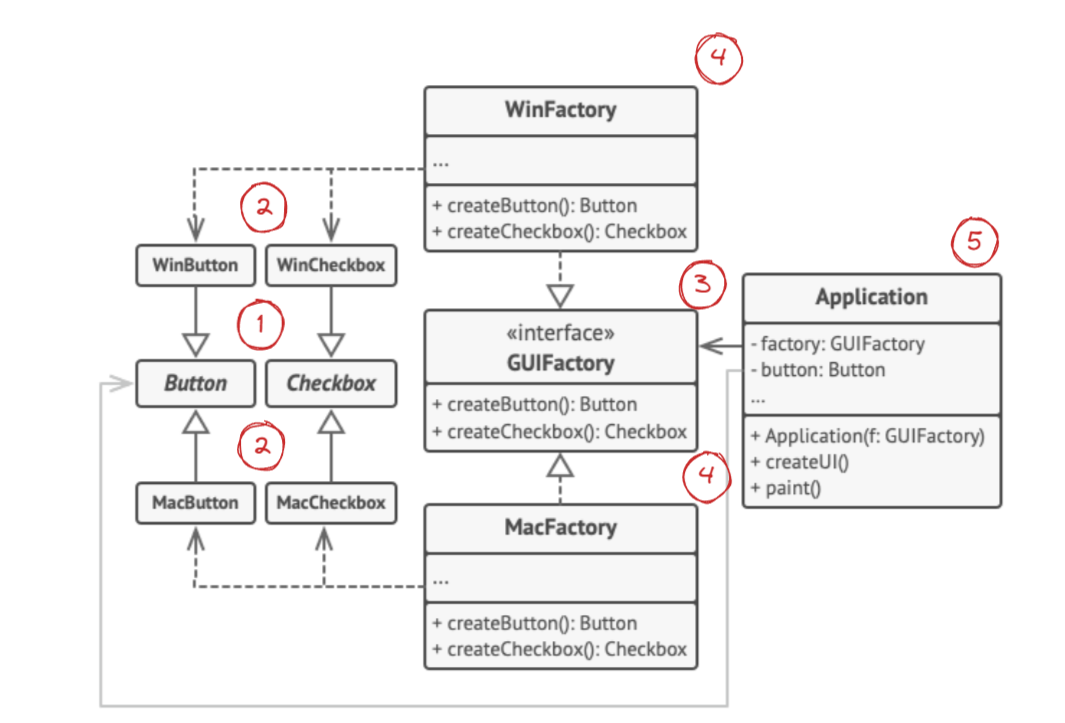 4
WinFactory
...
+ createButton(): Button
+ createCheckbox(): Checkbox
2
WinButton
WinCheckbox
1
Button
Checkbox
2
MacButton
MacCheckbox
3
«interface»
GUIFactory
+ createButton(): Button
+ createCheckbox(): Checkbox
4
MacFactory
...
+ createButton(): Button
+ createCheckbox(): Checkbox
5
Application
- factory: GUIFactory
- button: Button
...
+ Application(f: GUIFactory)
+ createUI()
+ paint()